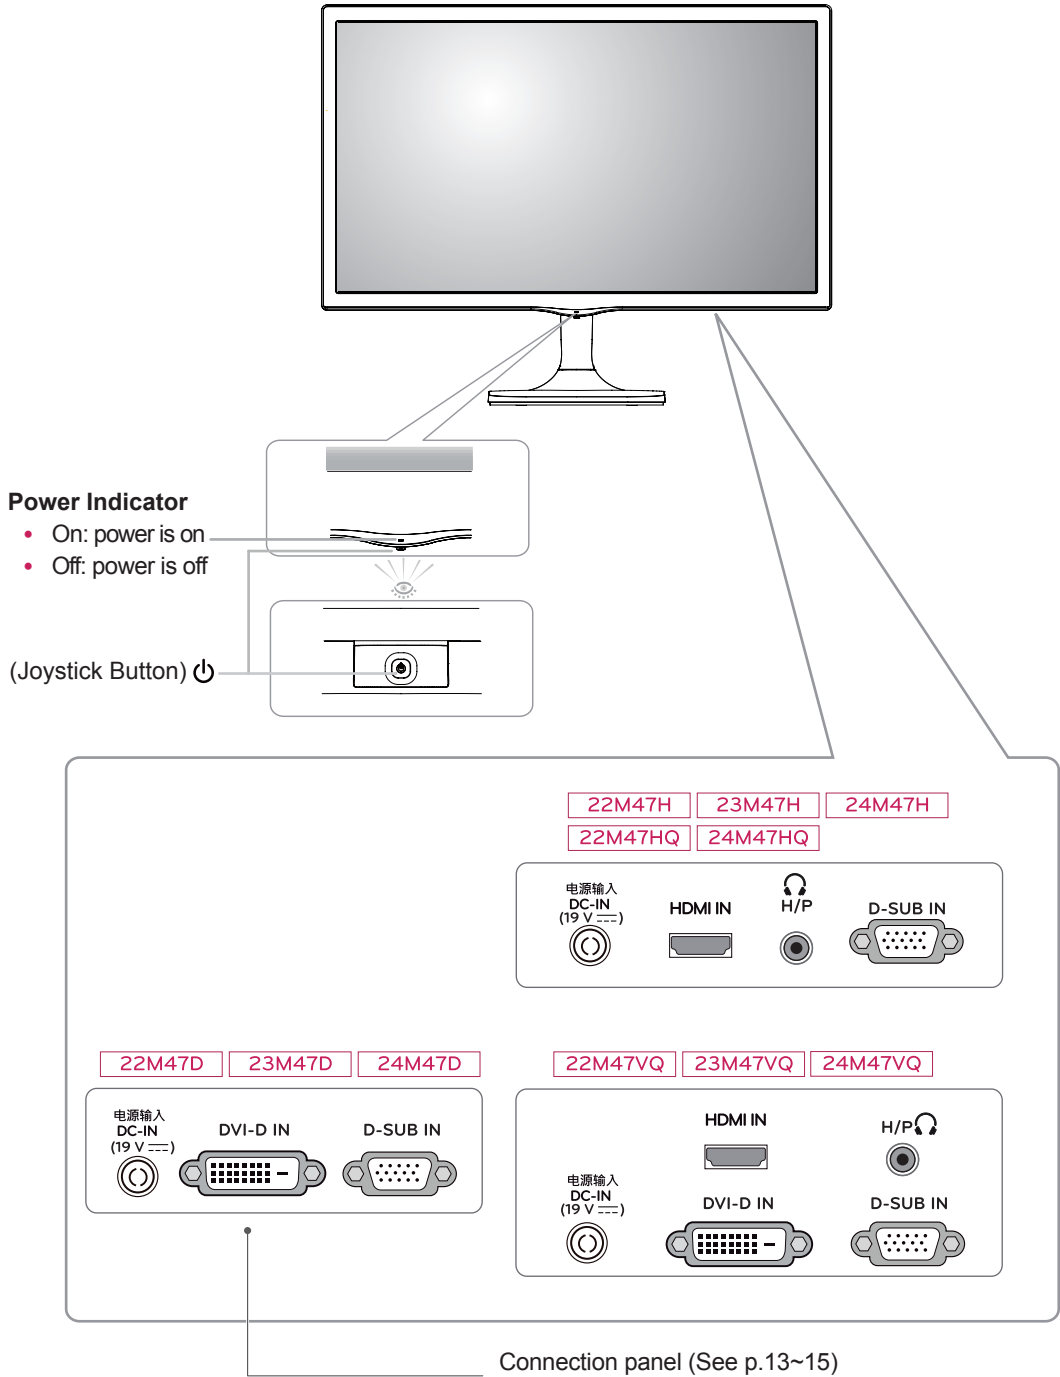 Power Indicator
• On: power is on
• Off: power is off
(Joystick Button)
22M47H 23M47H 24M47H
22M47HQ 24M47HQ
电源输入
DC-IN
(19 V ⎓)
HDMI IN
H/P
D-SUB IN
22M47D 23M47D 24M47D
电源输入
DC-IN
(19 V ⎓)
DVI-D IN
D-SUB IN
22M47VQ 23M47VQ 24M47VQ
HDMI IN
H/P
电源输入
DC-IN
(19 V ⎓)
DVI-D IN
D-SUB IN
Connection panel (See p.13~15)